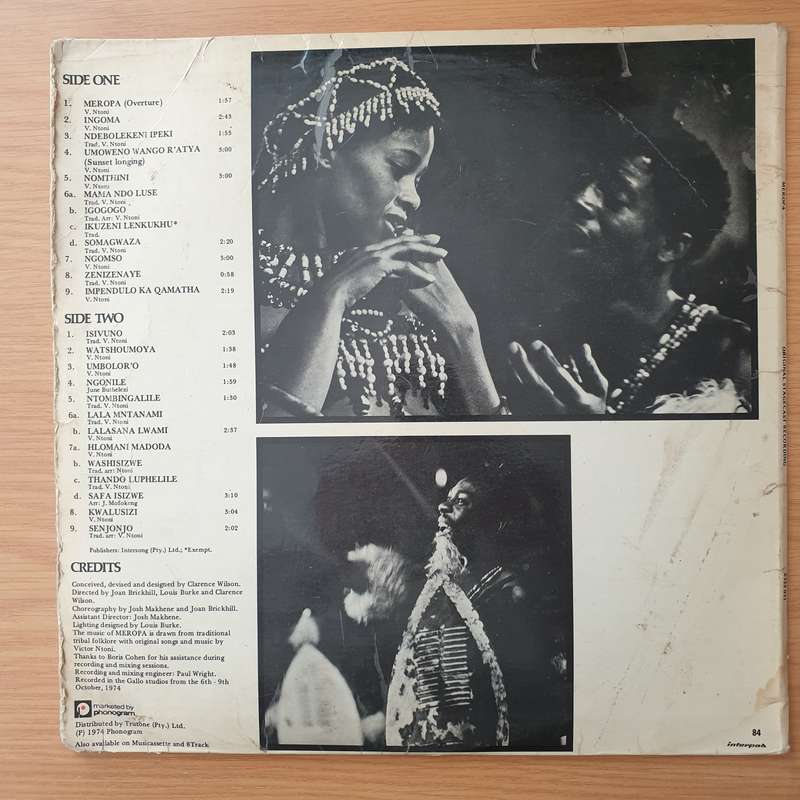 SIDE ONE
1. MEROPA (Overture) 1:57
V. Ntoni
2. INGOMA 2:43
V. Ntoni
3. NDEBOLEKENI IPEKI 1:55
Trad. V. Ntoni
4. UMOWENO WANGO R'ATYA 3:00
(Sunset longing)
V. Ntoni
5. NOMTHINI 3:00
V. Ntoni
6a. MAMA NDO LUSE
Trad. V. Ntoni
b. IGOGOGO
Trad. Arr: V. Ntoni
c. IKUZENI LENKUKHU*
Trad.
d. SOMAGWAZA 2:20
Trad. V. Ntoni
7. NGOMSO 3:00
V. Ntoni
8. ZENIZENAYE 0:58
Trad. V. Ntoni
9. IMPENDULO KA QAMATHA 2:19
V. Ntoni
SIDE TWO
1. ISIVUNO 2:03
Trad. V. Ntoni
2. WATSHOUMOYA 1:38
V. Ntoni
3. UMBOLOR'O 1:48
V. Ntoni
4. NGONILE 1:59
June Buthelezi
5. NTOMBINGALILE 1:30
Trad. V. Ntoni
6a. LALA MNTANAMI
Trad. V. Ntoni
b. LALASANA LWAMI 2:37
V. Ntoni
7a. HLOMANI MADODA
V. Ntoni
b. WASHISIZWE
Trad. arr: Ntoni
c. THANDO LUPHELILE
Trad. V. Ntoni
d. SAFA ISIZWE 3:10
Arr: J. Mofokeng
8. KWALUSIZI 3:04
V. Ntoni
9. SENJONJO 2:02
Trad. arr: V. Ntoni
Publishers: Intersong (Pty.) Ltd.; *Exempt.
CREDITS
Conceived, devised and designed by Clarence Wilson.
Directed by Joan Brickhill, Louis Burke and Clarence
Wilson.
Choreography by Josh Makhene and Joan Brickhill.
Assistant Director: Josh Makhene.
Lighting designed by Louis Burke.
The music of MEROPA is drawn from traditional
tribal folklore with original songs and music by
Victor Ntoni.
Thanks to Boris Cohen for his assistance during
recording and mixing sessions.
Recording and mixing engineer: Paul Wright.
Recorded in the Gallo studios from the 6th - 9th
October, 1974
marketed by
phonogram
Distributed by Trutone (Pty.) Ltd.
(P) 1974 Phonogram
Also available on Musicassette and 8Track
MEROPA
ORIGINAL STAGE CAST RECORDING
84
interpak